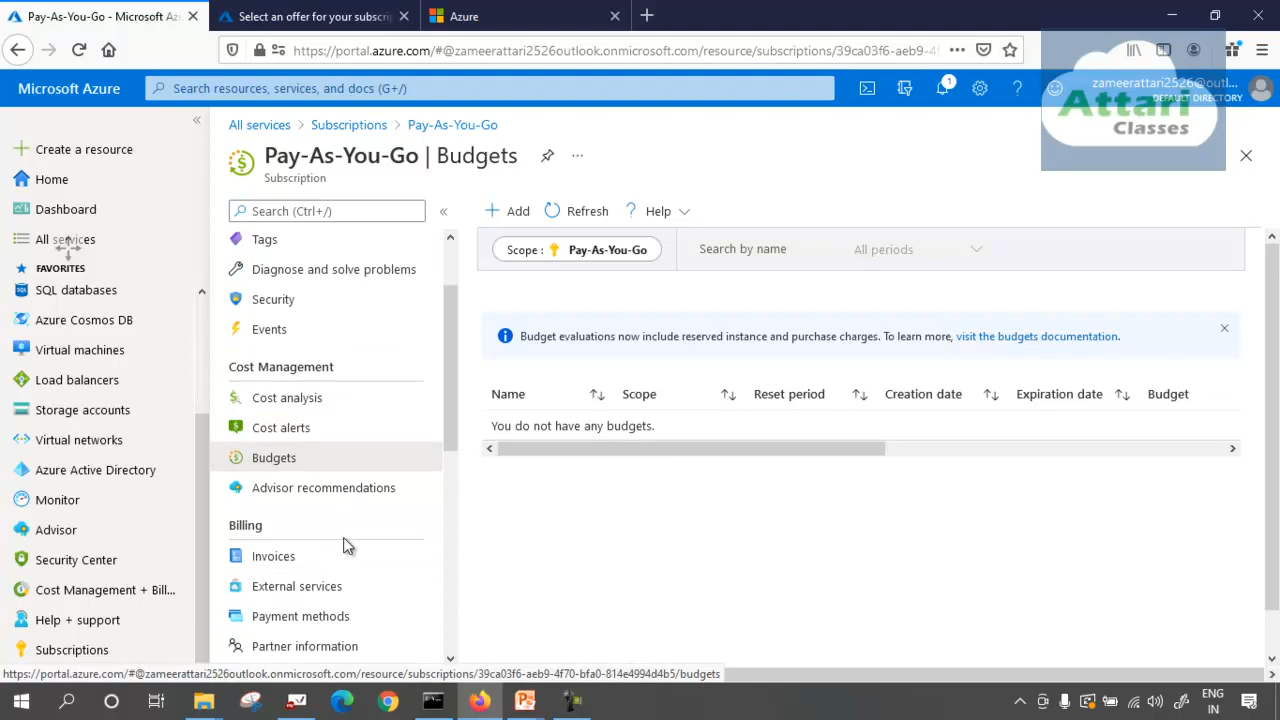 Pay-As-You-Go - Microsoft Az
Select an offer for your subscrip
Azure
https://portal.azure.com/#@zameerattari2526outlook.onmicrosoft.com/resource/subscriptions/39ca03f6-aeb9-4f
Microsoft Azure
Search resources, services, and docs (G+/)
1
zameerattari2526@outl...
DEFAULT DIRECTORY
Attari
Classes
Create a resource
Home
Dashboard
All services
FAVORITES
SQL databases
Azure Cosmos DB
Virtual machines
Load balancers
Storage accounts
Virtual networks
Azure Active Directory
Monitor
Advisor
Security Center
Cost Management + Bill...
Help + support
Subscriptions
All services > Subscriptions > Pay-As-You-Go
Pay-As-You-Go | Budgets
Subscription
Search (Ctrl+/)
Tags
Diagnose and solve problems
Security
Events
Cost Management
Cost analysis
Cost alerts
Budgets
Advisor recommendations
Billing
Invoices
External services
Payment methods
Partner information
Add
Refresh
Help
Scope : Pay-As-You-Go
Search by name
All periods
Budget evaluations now include reserved instance and purchase charges. To learn more, visit the budgets documentation.
Name Scope Reset period Creation date Expiration date Budget
You do not have any budgets.
https://portal.azure.com/#@zameerattari2526outlook.onmicrosoft.com/resource/subscriptions/39ca03f6-aeb9-4f70-bfa0-814e4994d4b5/budgets
ENG
IN